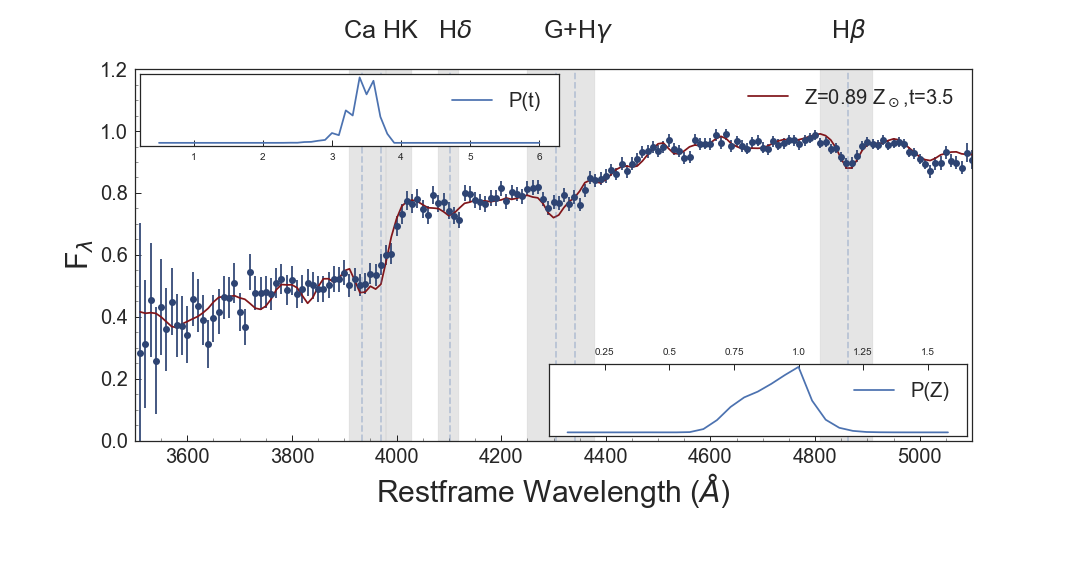 Ca HK Hδ G+Hγ Hβ
1.2
P(t)
Z=0.89 Z⊙,t=3.5
1 2 3 4 5 6
1.0
0.8
Fλ
0.6
0.4
0.25 0.5 0.75 1.0 1.25 1.5
P(Z)
0.2
0.0
3600 3800 4000 4200 4400 4600 4800 5000
Restframe Wavelength (Å)